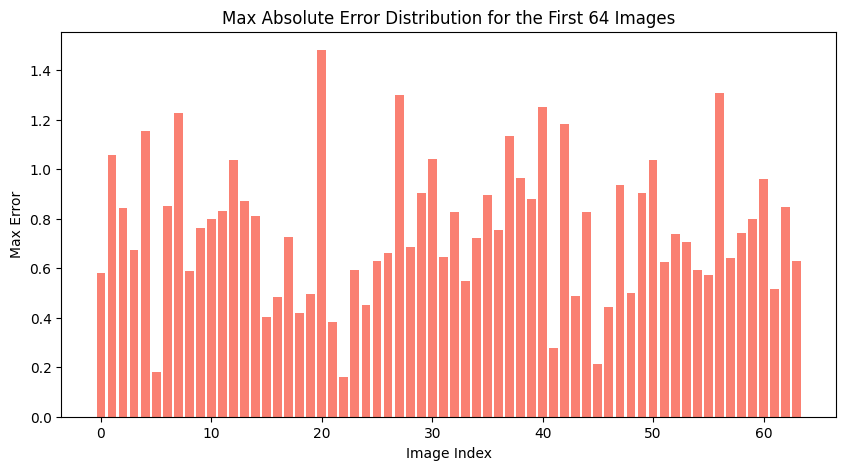 Max Absolute Error Distribution for the First 64 Images
1.4
1.2
1.0
0.8
0.6
0.4
0.2
0.0
Max Error
0 10 20 30 40 50 60
Image Index